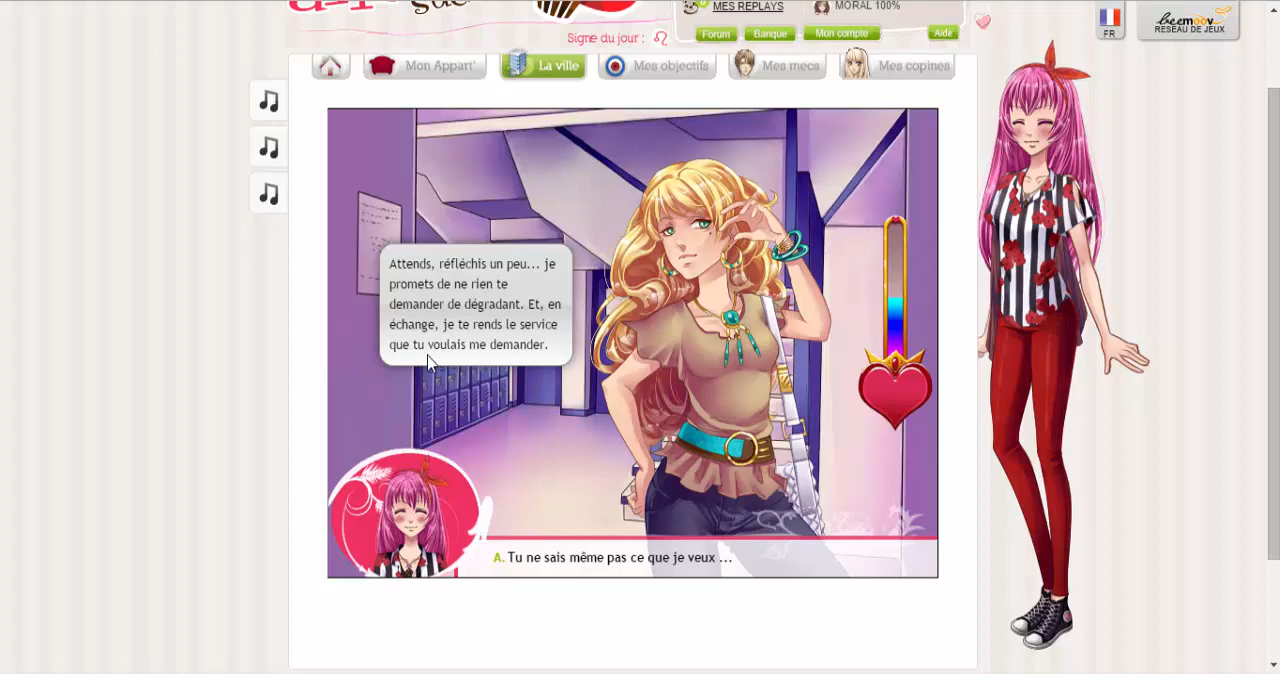 MES REPLAYS
MORAL 100%
Signe du jour :
Forum
Banque
Mon compte
Aide
FR
beemoov
RESEAU DE JEUX
Mon Appart'
La ville
Mes objectifs
Mes mecs
Mes copines
Attends, réfléchis un peu... je
promets de ne rien te
demander de dégradant. Et, en
échange, je te rends le service
que tu voulais me demander.
A. Tu ne sais même pas ce que je veux ...